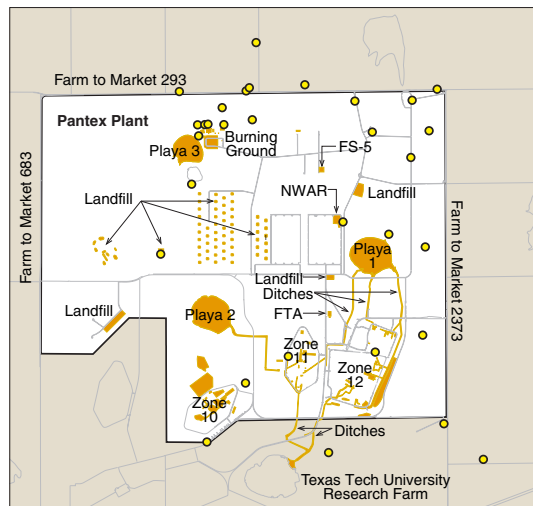 Farm to Market 293
Pantex Plant
Burning
Ground
Playa 3
FS-5
Farm to Market 683
Landfill
NWAR
Landfill
Farm to Market 2373
Playa
1
Landfill
Ditches
Landfill
Playa 2
FTA
Zone
11
Zone
12
Zone
10
Ditches
Texas Tech University
Research Farm